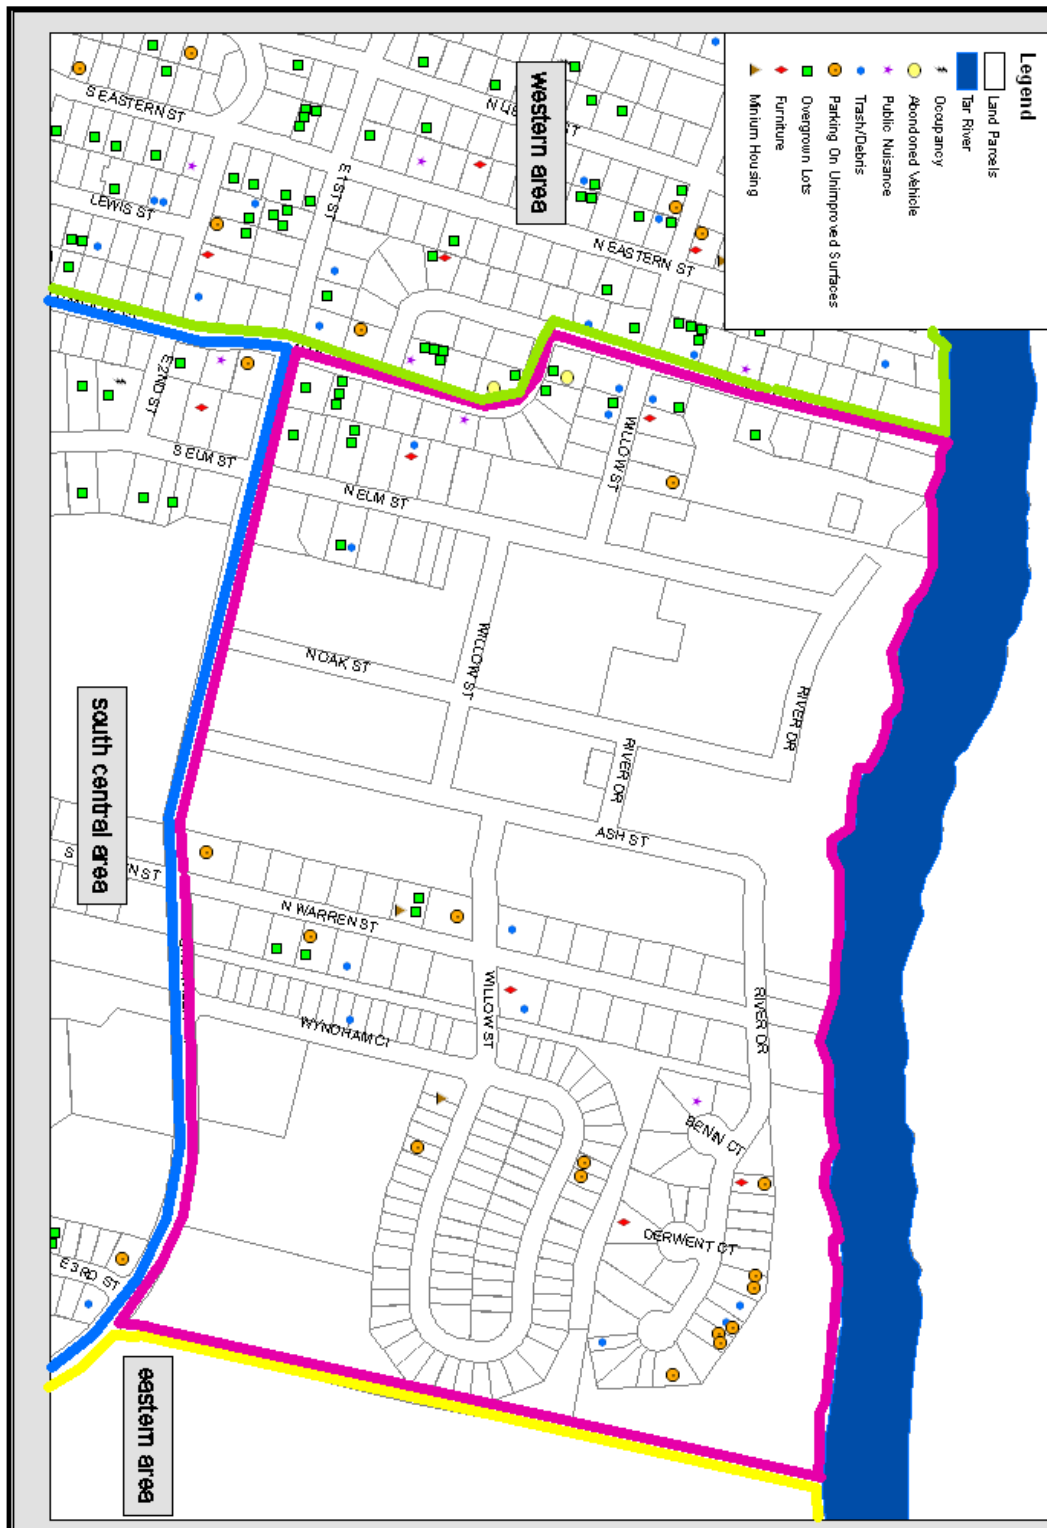 Legend
Land Parcels
Tar River
Occupancy
Abondoned Vehicle
Public Nuisance
Trash/Debris
Parking On Unimproved Surfaces
Overgrown Lots
Furniture
Minium Housing
western area
S EASTERN ST
LEWIS ST
E 1ST ST
N EASTERN ST
E 2ND ST
S ELM ST
N ELM ST
WILLOW ST
WILLOW ST
N OAK ST
RIVER DR
RIVER DR
ASH ST
south central area
N WARREN ST
WILLOW ST
WYNDHAM CI
RIVER DR
BENIN CT
DERWENT CT
E 3RD ST
eastern area